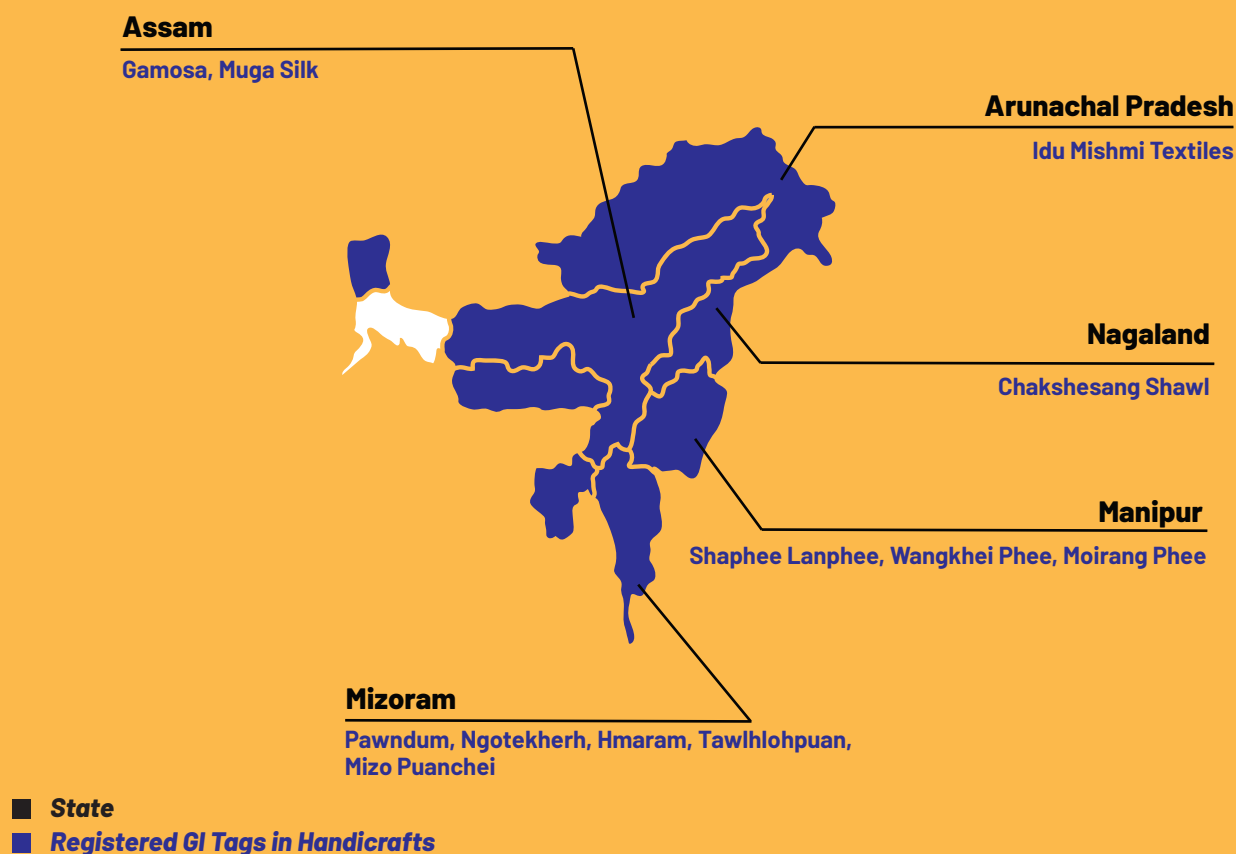 Assam
Gamosa, Muga Silk
Arunachal Pradesh
Idu Mishmi Textiles
Nagaland
Chakshesang Shawl
Manipur
Shaphee Lanphee, Wangkhei Phee, Moirang Phee
Mizoram
Pawndum, Ngotekherh, Hmaram, Tawlhlohpuan,
Mizo Puanchei
State
Registered GI Tags in Handicrafts